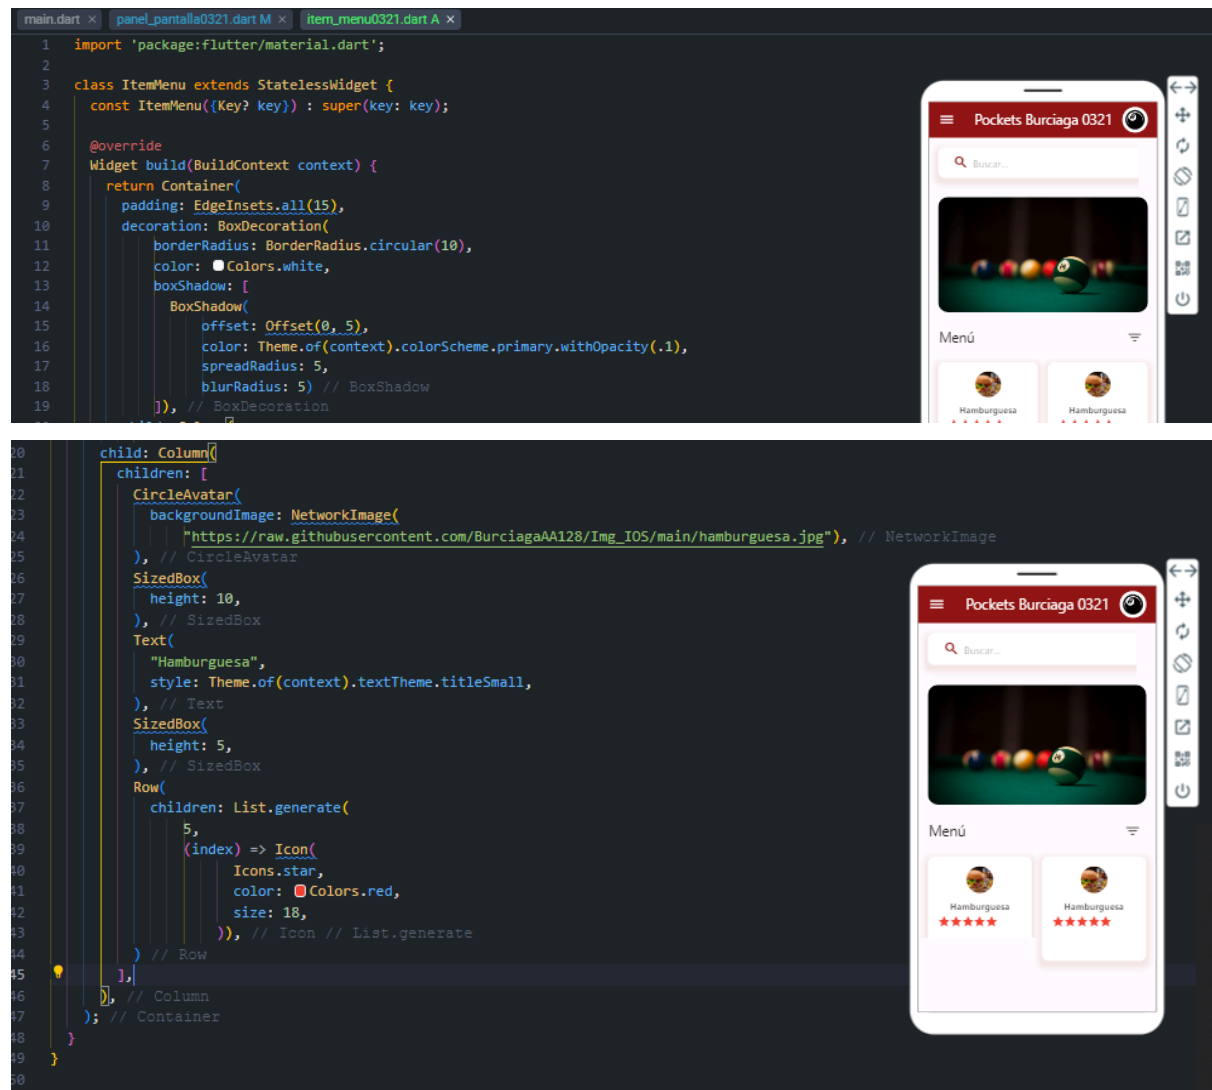 main.dart × panel_pantalla0321.dart M × item_menu0321.dart A ×
1 import 'package:flutter/material.dart';
2
3 class ItemMenu extends StatelessWidget {
4 const ItemMenu({Key? key}) : super(key: key);
5
6 @override
7 Widget build(BuildContext context) {
8 return Container(
9 padding: EdgeInsets.all(15),
10 decoration: BoxDecoration(
11 borderRadius: BorderRadius.circular(10),
12 color: Colors.white,
13 boxShadow: [
14 BoxShadow(
15 offset: Offset(0, 5),
16 color: Theme.of(context).colorScheme.primary.withOpacity(.1),
17 spreadRadius: 5,
18 blurRadius: 5) // BoxShadow
19 ]), // BoxDecoration
Pockets Burciaga 0321
Buscar...
Menú
Hamburguesa Hamburguesa
20 child: Column(
21 children: [
22 CircleAvatar(
23 backgroundImage: NetworkImage(
24 "https://raw.githubusercontent.com/BurciagaAA128/Img_IOS/main/hamburguesa.jpg"), // NetworkImage
25 ), // CircleAvatar
26 SizedBox(
27 height: 10,
28 ), // SizedBox
29 Text(
30 "Hamburguesa",
31 style: Theme.of(context).textTheme.titleSmall,
32 ), // Text
33 SizedBox(
34 height: 5,
35 ), // SizedBox
36 Row(
37 children: List.generate(
38 5,
39 (index) => Icon(
40 Icons.star,
41 color: Colors.red,
42 size: 18,
43 )), // Icon // List.generate
44 ) // Row
45 ],
46 ), // Column
47 ); // Container
48 }
49 }
50
Pockets Burciaga 0321
Buscar...
Menú
Hamburguesa Hamburguesa